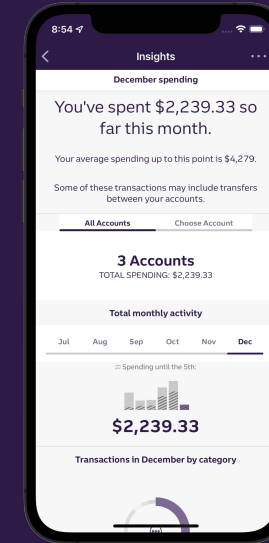 8:54
Insights
December spending
You've spent $2,239.33 so
far this month.
Your average spending up to this point is $4,279.
Some of these transactions may include transfers
between your accounts.
All Accounts Choose Account
3 Accounts
TOTAL SPENDING: $2,239.33
Total monthly activity
Jul Aug Sep Oct Nov Dec
Spending until the 5th:
$2,239.33
Transactions in December by category